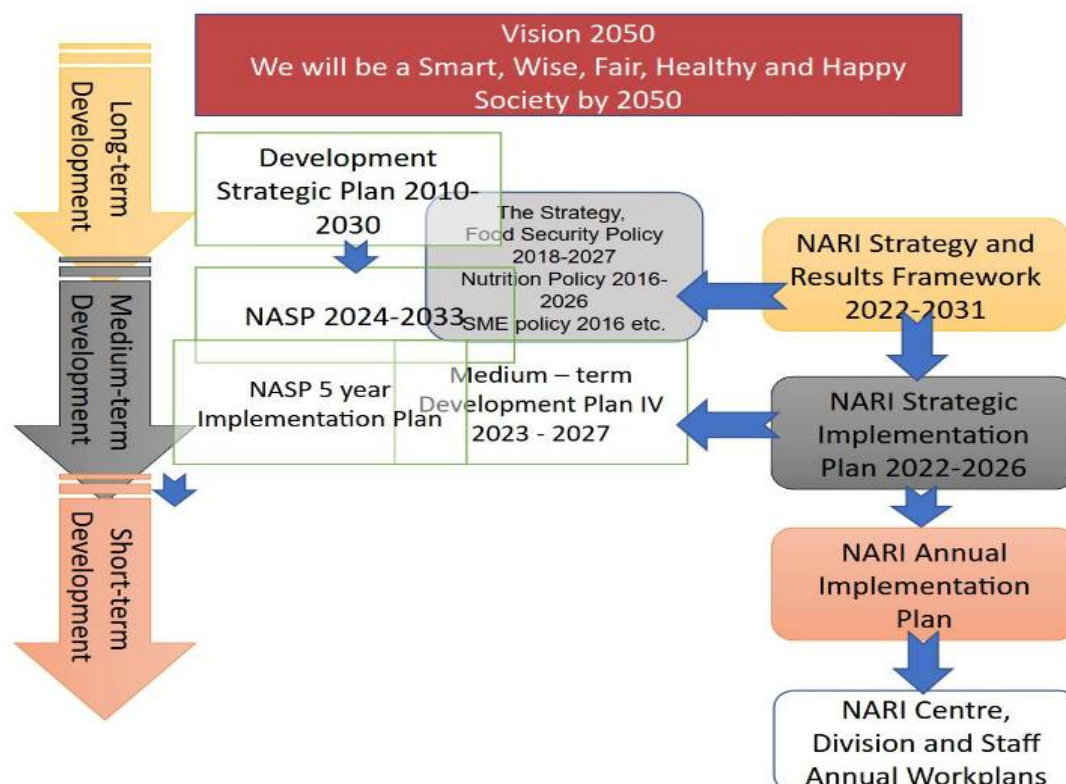 Vision 2050
We will be a Smart, Wise, Fair, Healthy and Happy
Society by 2050
Long-term
Development
Development
Strategic Plan 2010-
2030
The Strategy,
Food Security Policy
2018-2027
Nutrition Policy 2016-
2026
SME policy 2016 etc.
NARI Strategy and
Results Framework
2022-2031
Medium-term
Development
NASP 2024-2033
NASP 5 year
Implementation Plan
Medium – term
Development Plan IV
2023 - 2027
NARI Strategic
Implementation
Plan 2022-2026
Short-term
Development
NARI Annual
Implementation
Plan
NARI Centre,
Division and Staff
Annual Workplans